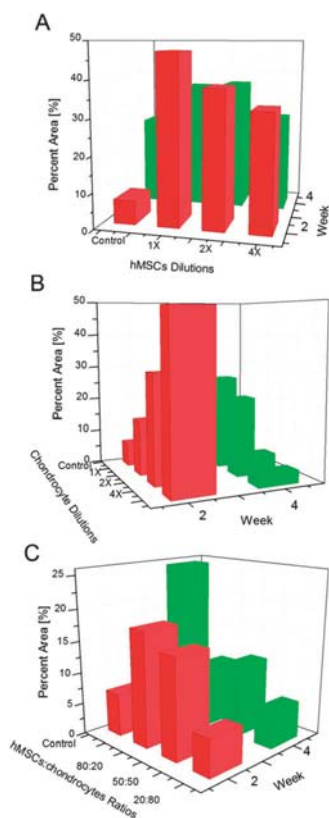 A
50
40
30
20
10
0
Percent Area [%]
Control
1X
2X
4X
hMSCs Dilutions
2
4
Week
B
50
40
30
20
10
0
Percent Area [%]
Control
1X
2X
4X
Chondrocyte Dilutions
2
4
Week
C
25
20
15
10
5
0
Percent Area [%]
Control
80:20
50:50
20:80
hMSCs:chondrocytes Ratios
2
4
Week